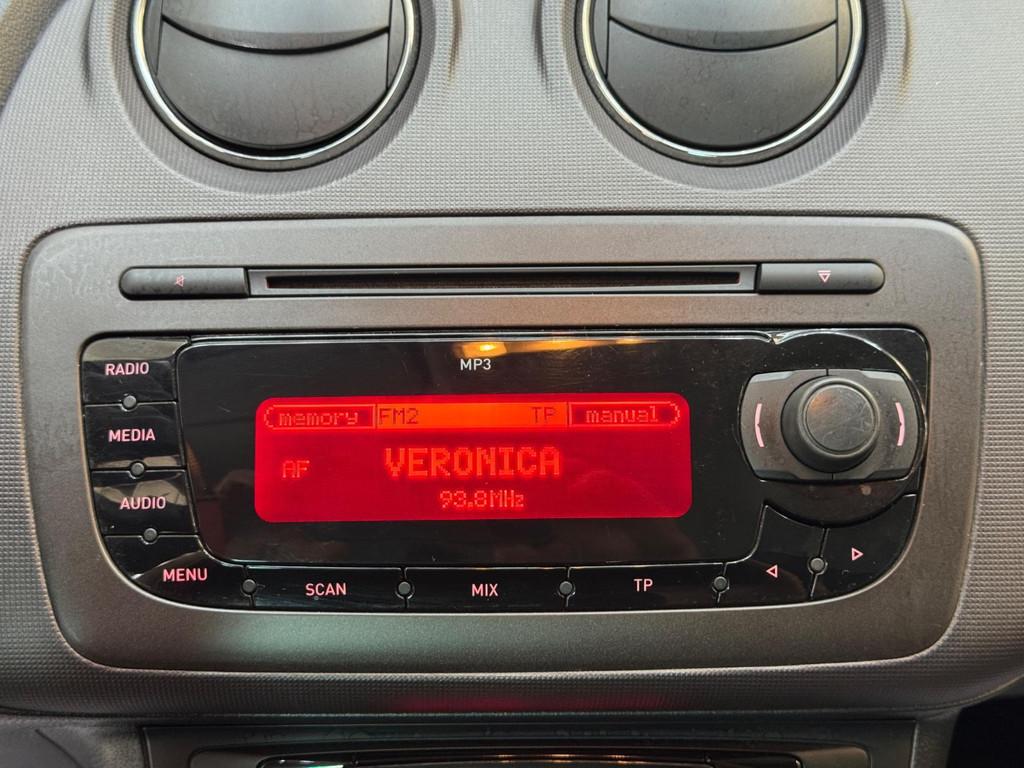 MP3
RADIO
MEDIA
AUDIO
MENU
memory FM2 TP manual
AF VERONICA
93.8MHz
SCAN MIX TP